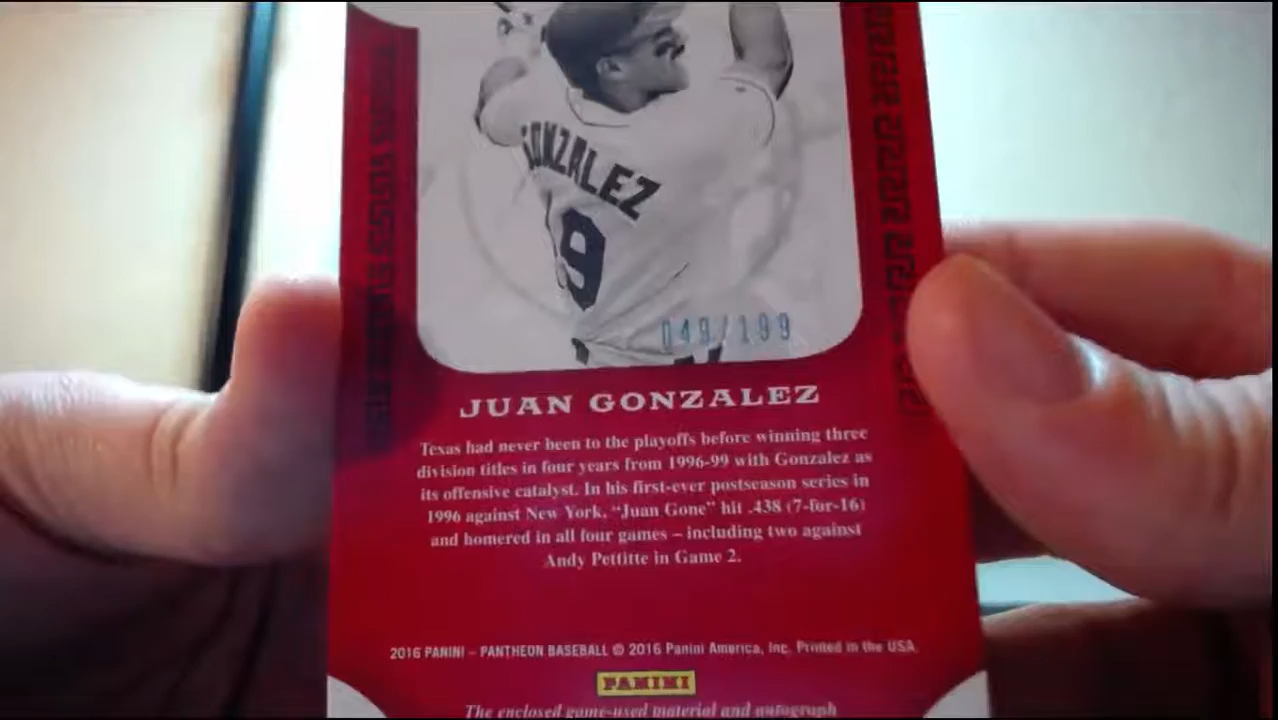 GONZALEZ
9
049/199
JUAN GONZALEZ
Texas had never been to the playoffs before winning three
division titles in four years from 1996-99 with Gonzalez as
its offensive catalyst. In his first-ever postseason series in
1996 against New York, “Juan Gone” hit .438 (7-for-16)
and homered in all four games – including two against
Andy Pettitte in Game 2.
2016 PANINI – PANTHEON BASEBALL © 2016 Panini America, Inc. Printed in the USA.
PANINI
The enclosed game-used material and autograph